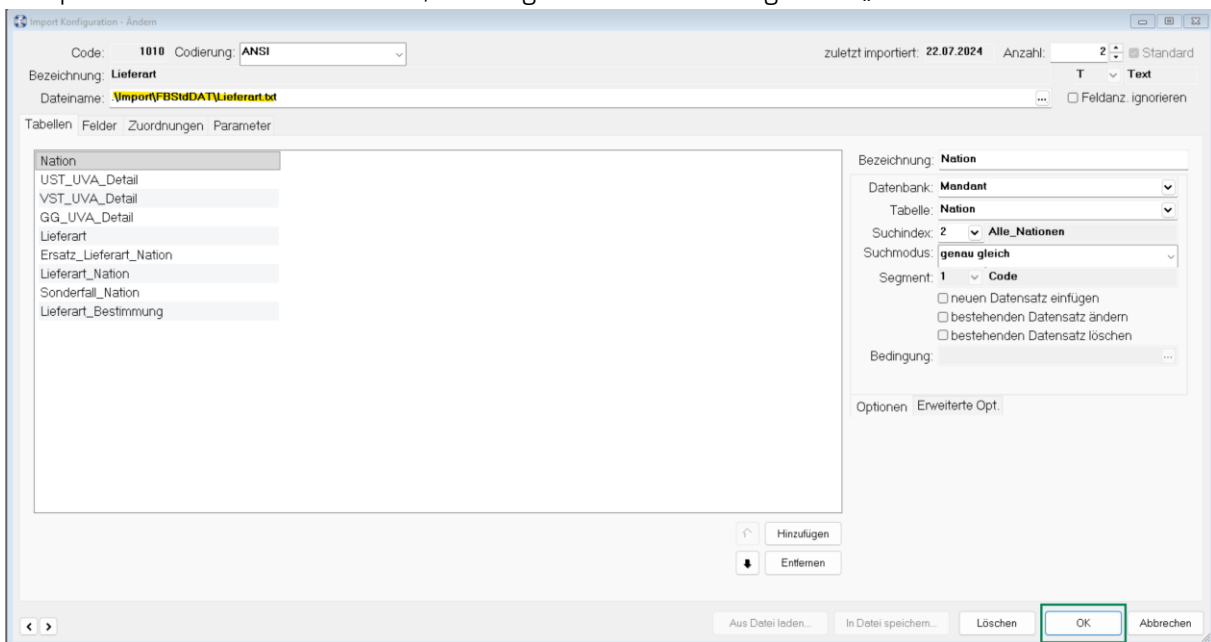 Import Konfiguration - Ändern
Code: 1010 Codierung: ANSI zuletzt importiert: 22.07.2024 Anzahl: 2 Standard
Bezeichnung: Lieferart T Text
Dateiname: .\Import\FBStdDAT\Lieferart.txt ... Feldanz. ignorieren
Tabellen Felder Zuordnungen Parameter
Nation
UST_UVA_Detail
VST_UVA_Detail
GG_UVA_Detail
Lieferart
Ersatz_Lieferart_Nation
Lieferart_Nation
Sonderfall_Nation
Lieferart_Bestimmung
Bezeichnung: Nation
Datenbank: Mandant
Tabelle: Nation
Suchindex: 2 Alle_Nationen
Suchmodus: genau gleich
Segment: 1 Code
neuen Datensatz einfügen
bestehenden Datensatz ändern
bestehenden Datensatz löschen
Bedingung: ...
Optionen Erweiterte Opt.
Hinzufügen
Entfernen
< > Aus Datei laden... In Datei speichern... Löschen OK Abbrechen